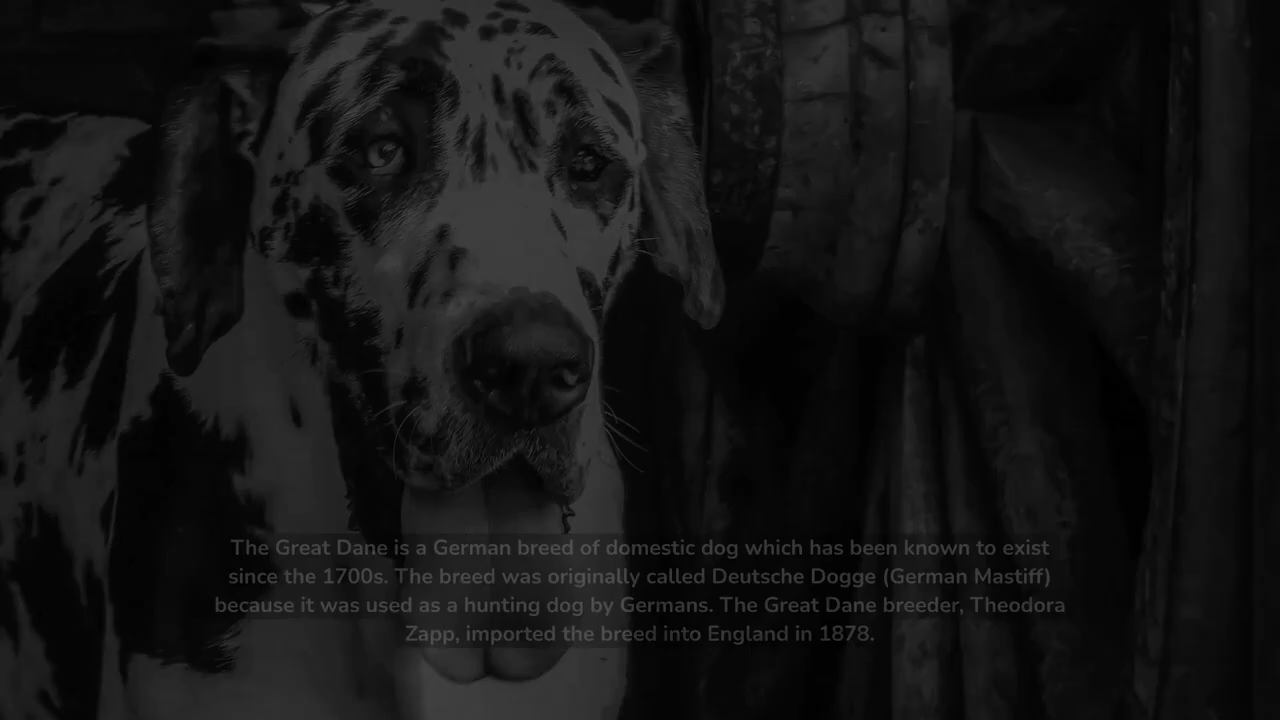 The Great Dane is a German breed of domestic dog which has been known to exist
since the 1700s. The breed was originally called Deutsche Dogge (German Mastiff)
because it was used as a hunting dog by Germans. The Great Dane breeder, Theodora
Zapp, imported the breed into England in 1878.